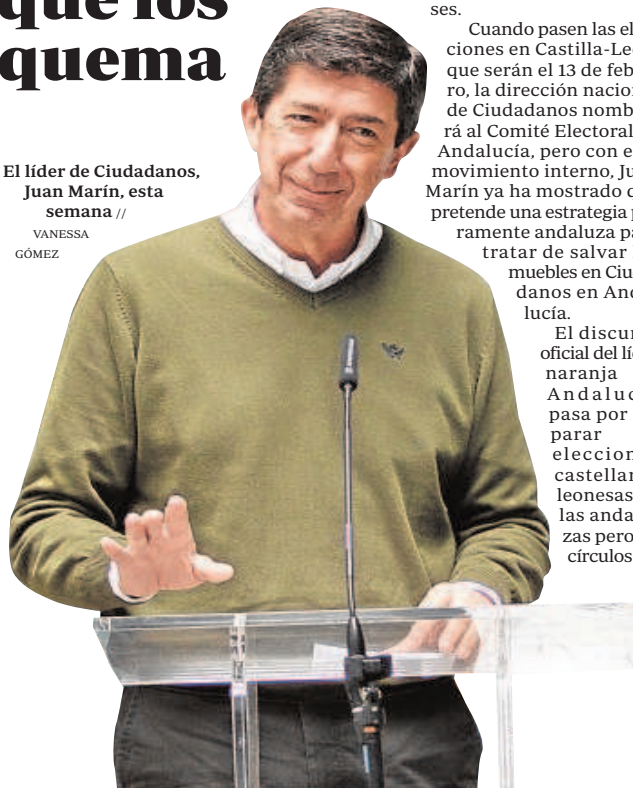 que los
quema
El líder de Ciudadanos,
Juan Marín, esta
semana //
VANESSA
GÓMEZ
ses.
Cuando pasen las el
ciones en Castilla-Le
que serán el 13 de feb
ro, la dirección nacio
de Ciudadanos nomb
rá al Comité Electoral
Andalucía, pero con e
movimiento interno, Ju
Marín ya ha mostrado
pretende una estrategia
ramente andaluza pa
tratar de salvar
muebles en Ciu
danos en And
lucía.
El discu
oficial del lí
naranja
Andaluc
pasa por
parar
eleccion
castella
leonesas
las anda
zas pero
círculos